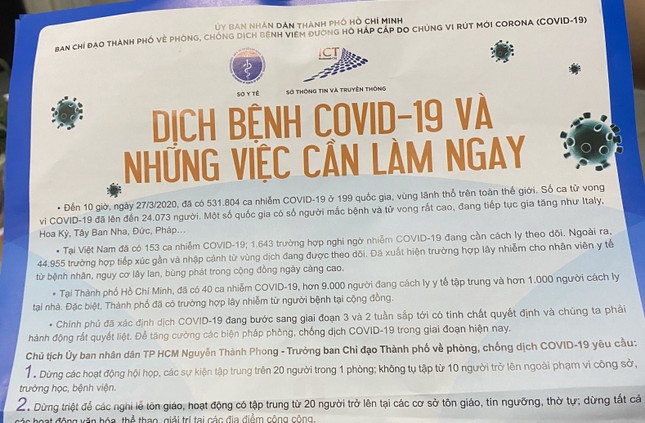 ỦY BAN NHÂN DÂN THÀNH PHỐ HỒ CHÍ MINH
BAN CHỈ ĐẠO THÀNH PHỐ VỀ PHÒNG, CHỐNG DỊCH BỆNH VIÊM ĐƯỜNG HÔ HẤP CẤP DO CHỦNG VI RÚT MỚI CORONA (COVID-19)
ICT
SỞ Y TẾ
SỞ THÔNG TIN VÀ TRUYỀN THÔNG
DỊCH BỆNH COVID-19 VÀ
NHỮNG VIỆC CẦN LÀM NGAY
• Đến 10 giờ, ngày 27/3/2020, đã có 531.804 ca nhiễm COVID-19 ở 199 quốc gia, vùng lãnh thổ trên toàn thế giới. Số ca tử vong
vì COVID-19 đã lên đến 24.073 người. Một số quốc gia có số người mắc bệnh và tử vong rất cao, đang tiếp tục gia tăng như Italy,
Hoa Kỳ, Tây Ban Nha, Đức, Pháp...
• Tại Việt Nam đã có 153 ca nhiễm COVID-19; 1.643 trường hợp nghi ngờ nhiễm COVID-19 đang cần cách ly theo dõi. Ngoài ra,
44.955 trường hợp tiếp xúc gần và nhập cảnh từ vùng dịch đang được theo dõi. Đã xuất hiện trường hợp lây nhiễm cho nhân viên y tế
từ bệnh nhân, nguy cơ lây lan, bùng phát trong cộng đồng ngày càng cao.
• Tại Thành phố Hồ Chí Minh, đã có 40 ca nhiễm COVID-19, hơn 9.000 người đang cách ly y tế tập trung và hơn 1.000 người cách ly
tại nhà. Đặc biệt, Thành phố đã có trường hợp lây nhiễm từ người bệnh tại cộng đồng.
• Chính phủ đã xác định dịch COVID-19 đang bước sang giai đoạn 3 và 2 tuần sắp tới có tính chất quyết định và chúng ta phải
hành động rất quyết liệt. Để tăng cường các biện pháp phòng, chống dịch COVID-19 trong giai đoạn hiện nay.
Chủ tịch Ủy ban nhân dân TP HCM Nguyễn Thành Phong - Trưởng ban Chỉ đạo Thành phố về phòng, chống dịch COVID-19 yêu cầu:
1. Dừng các hoạt động hội họp, các sự kiện tập trung trên 20 người trong 1 phòng; không tụ tập từ 10 người trở lên ngoài phạm vi công sở,
trường học, bệnh viện.
2. Dừng triệt để các nghi lễ tôn giáo, hoạt động có tập trung từ 20 người trở lên tại các cơ sở tôn giáo, tín ngưỡng, thờ tự; dừng tất cả
các hoạt động văn hóa, thể thao, giải trí tại các địa điểm công cộng.